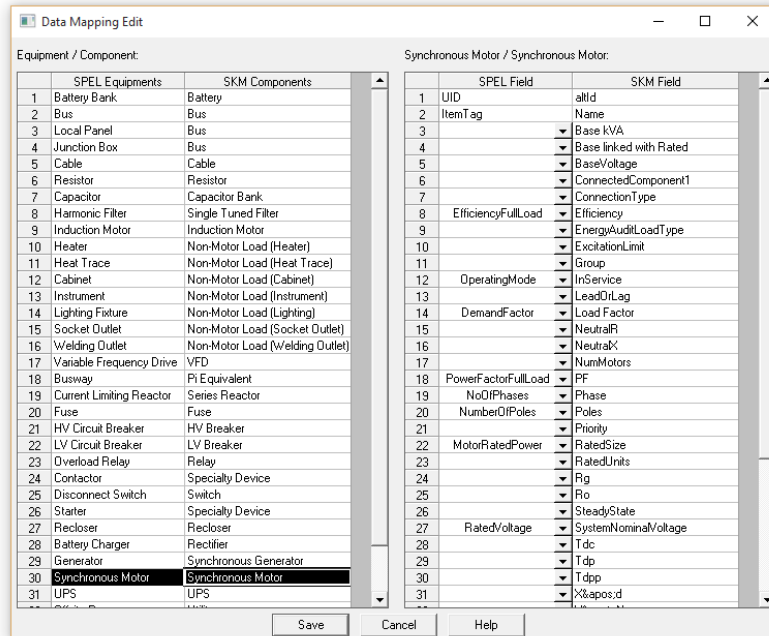 Data Mapping Edit
Equipment / Component:
SPEL Equipments SKM Components
1 Battery Bank Battery
2 Bus Bus
3 Local Panel Bus
4 Junction Box Bus
5 Cable Cable
6 Resistor Resistor
7 Capacitor Capacitor Bank
8 Harmonic Filter Single Tuned Filter
9 Induction Motor Induction Motor
10 Heater Non-Motor Load (Heater)
11 Heat Trace Non-Motor Load (Heat Trace)
12 Cabinet Non-Motor Load (Cabinet)
13 Instrument Non-Motor Load (Instrument)
14 Lighting Fixture Non-Motor Load (Lighting)
15 Socket Outlet Non-Motor Load (Socket Outlet)
16 Welding Outlet Non-Motor Load (Welding Outlet)
17 Variable Frequency Drive VFD
18 Busway Pi Equivalent
19 Current Limiting Reactor Series Reactor
20 Fuse Fuse
21 HV Circuit Breaker HV Breaker
22 LV Circuit Breaker LV Breaker
23 Overload Relay Relay
24 Contactor Specialty Device
25 Disconnect Switch Switch
26 Starter Specialty Device
27 Recloser Recloser
28 Battery Charger Rectifier
29 Generator Synchronous Generator
30 Synchronous Motor Synchronous Motor
31 UPS UPS
Synchronous Motor / Synchronous Motor:
SPEL Field SKM Field
1 UID altId
2 ItemTag Name
3 Base kVA
4 Base linked with Rated
5 BaseVoltage
6 ConnectedComponent1
7 ConnectionType
8 EfficiencyFullLoad Efficiency
9 EnergyAuditLoadType
10 ExcitationLimit
11 Group
12 OperatingMode InService
13 LeadOrLag
14 DemandFactor Load Factor
15 NeutralR
16 NeutralX
17 NumMotors
18 PowerFactorFullLoad PF
19 NoOfPhases Phase
20 NumberOfPoles Poles
21 Priority
22 MotorRatedPower RatedSize
23 RatedUnits
24 Rg
25 Ro
26 SteadyState
27 RatedVoltage SystemNominalVoltage
28 Tdc
29 Tdp
30 Tdpp
31 X&apos;d
Save Cancel Help